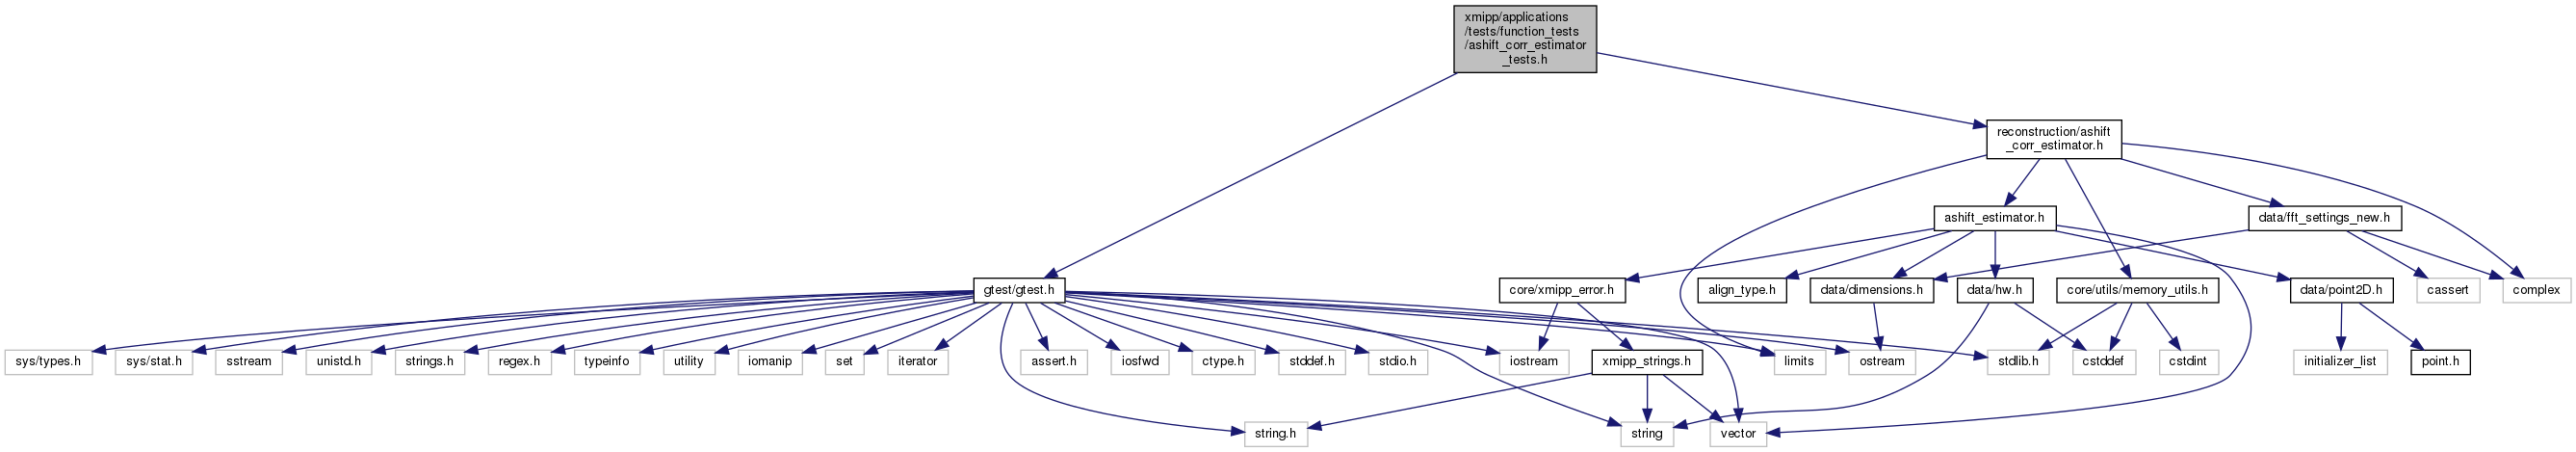 xmipp/applications
/tests/function_tests
/ashift_corr_estimator
_tests.h
reconstruction/ashift
_corr_estimator.h
ashift_estimator.h
data/fft_settings_new.h
gtest/gtest.h
core/xmipp_error.h
align_type.h
data/dimensions.h
data/hw.h
core/utils/memory_utils.h
data/point2D.h
cassert
complex
sys/types.h
sys/stat.h
sstream
unistd.h
strings.h
regex.h
typeinfo
utility
iomanip
set
iterator
assert.h
iosfwd
ctype.h
stddef.h
stdio.h
iostream
xmipp_strings.h
limits
ostream
stdlib.h
cstddef
cstdint
initializer_list
point.h
string.h
string
vector